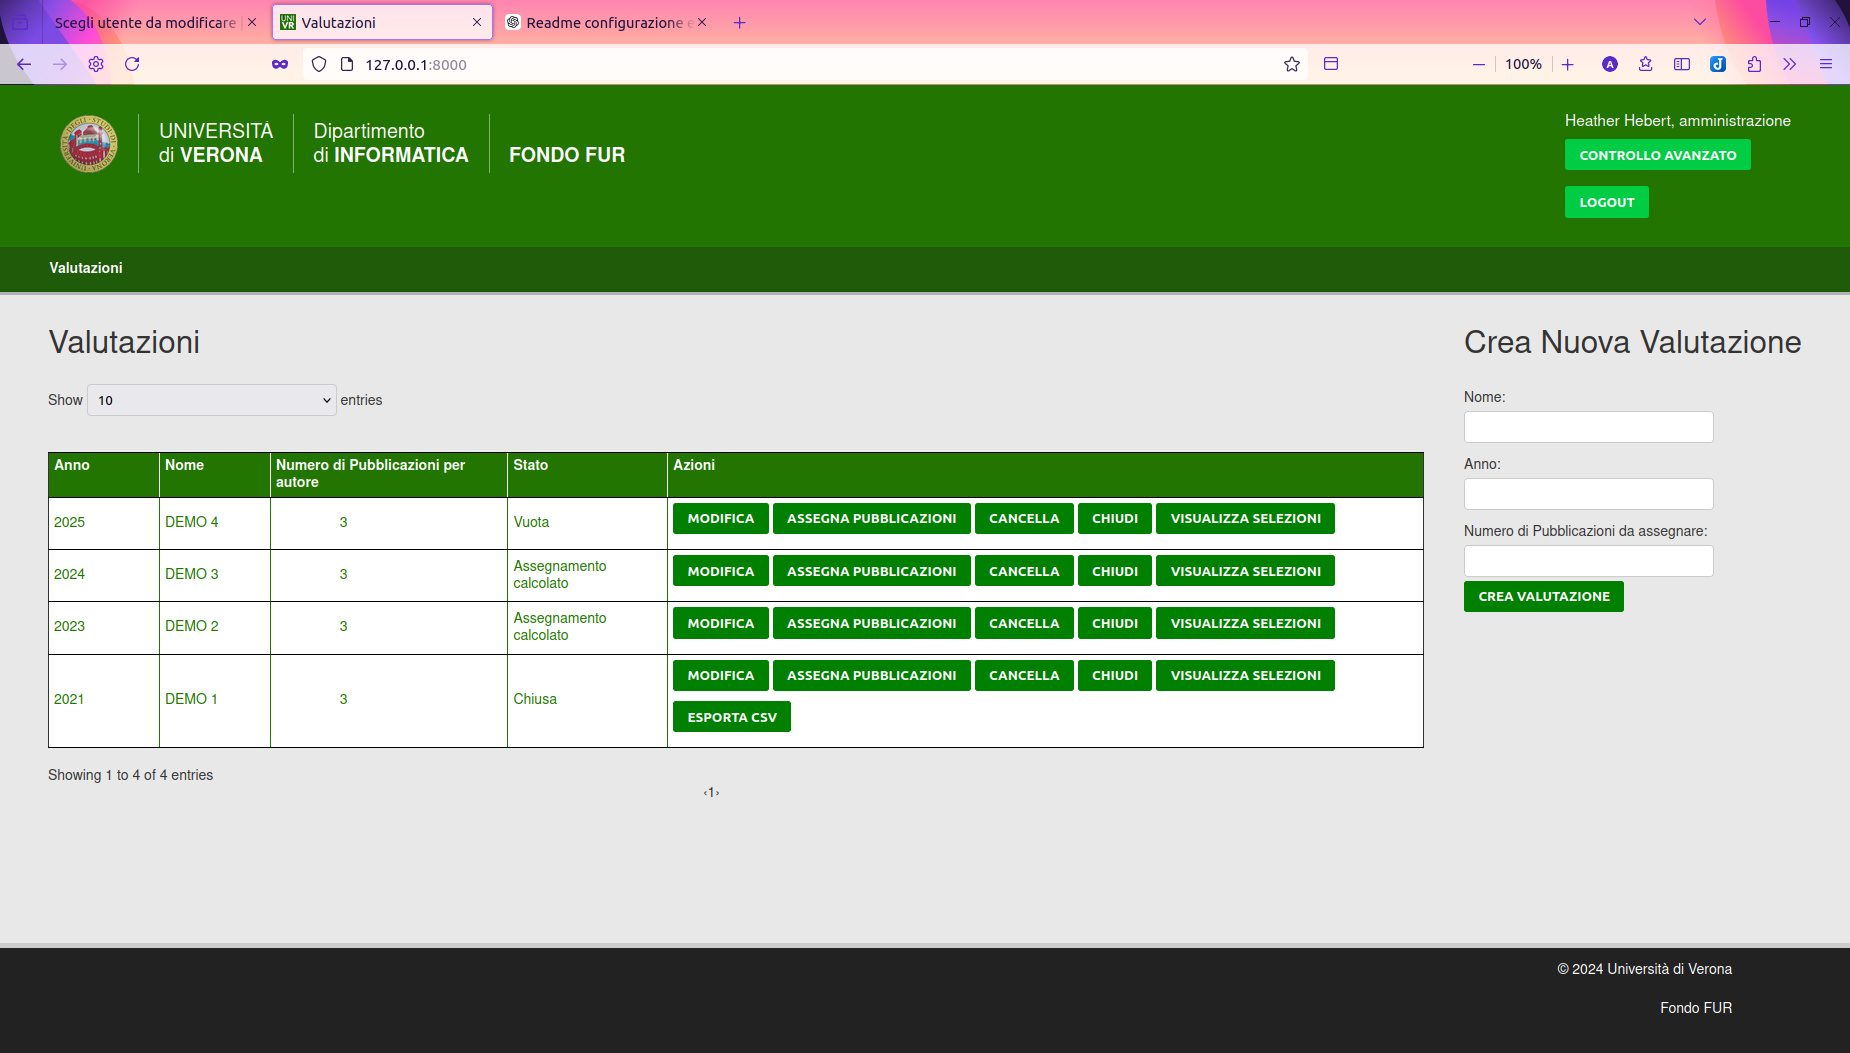 Scegli utente da modificare
Valutazioni
Readme configurazione e
127.0.0.1:8000
100%
UNIVERSITÀ
di VERONA
Dipartimento
di INFORMATICA
FONDO FUR
Heather Hebert, amministrazione
CONTROLLO AVANZATO
LOGOUT
Valutazioni
Valutazioni
Show 10 entries
Anno Nome Numero di Pubblicazioni per autore Stato Azioni
2025 DEMO 4 3 Vuota MODIFICA ASSEGNA PUBBLICAZIONI CANCELLA CHIUDI VISUALIZZA SELEZIONI
2024 DEMO 3 3 Assegnamento calcolato MODIFICA ASSEGNA PUBBLICAZIONI CANCELLA CHIUDI VISUALIZZA SELEZIONI
2023 DEMO 2 3 Assegnamento calcolato MODIFICA ASSEGNA PUBBLICAZIONI CANCELLA CHIUDI VISUALIZZA SELEZIONI
2021 DEMO 1 3 Chiusa MODIFICA ASSEGNA PUBBLICAZIONI CANCELLA CHIUDI VISUALIZZA SELEZIONI
ESPORTA CSV
Showing 1 to 4 of 4 entries
‹1›
Crea Nuova Valutazione
Nome:
Anno:
Numero di Pubblicazioni da assegnare:
CREA VALUTAZIONE
© 2024 Università di Verona
Fondo FUR